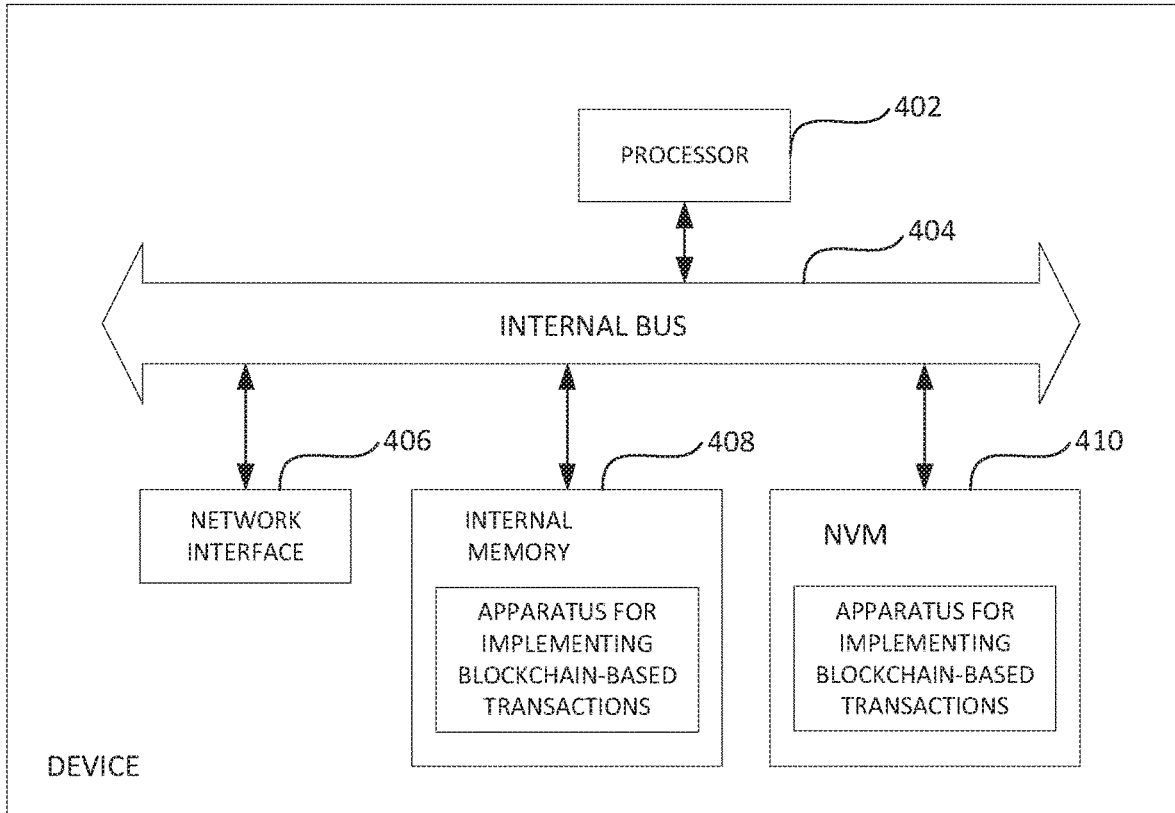 402
PROCESSOR
404
INTERNAL BUS
406
408
410
NETWORK
INTERFACE
INTERNAL
MEMORY
APPARATUS FOR
IMPLEMENTING
BLOCKCHAIN-BASED
TRANSACTIONS
NVM
APPARATUS FOR
IMPLEMENTING
BLOCKCHAIN-BASED
TRANSACTIONS
DEVICE